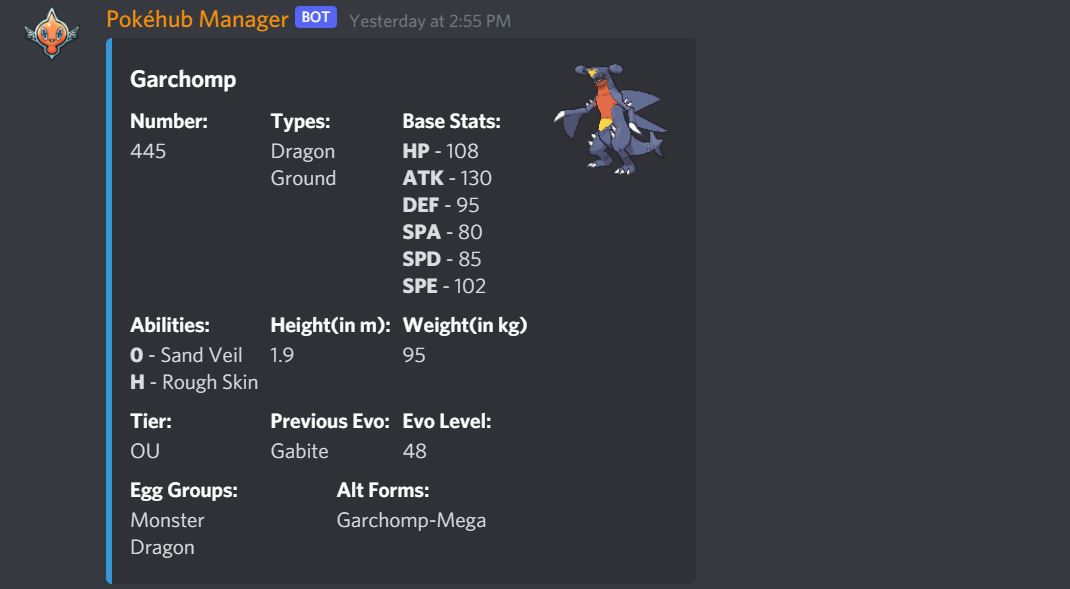 Pokéhub Manager BOT Yesterday at 2:55 PM
Garchomp
Number: Types: Base Stats:
445 Dragon HP - 108
Ground ATK - 130
DEF - 95
SPA - 80
SPD - 85
SPE - 102
Abilities: Height(in m): Weight(in kg)
0 - Sand Veil 1.9 95
H - Rough Skin
Tier: Previous Evo: Evo Level:
OU Gabite 48
Egg Groups: Alt Forms:
Monster Garchomp-Mega
Dragon